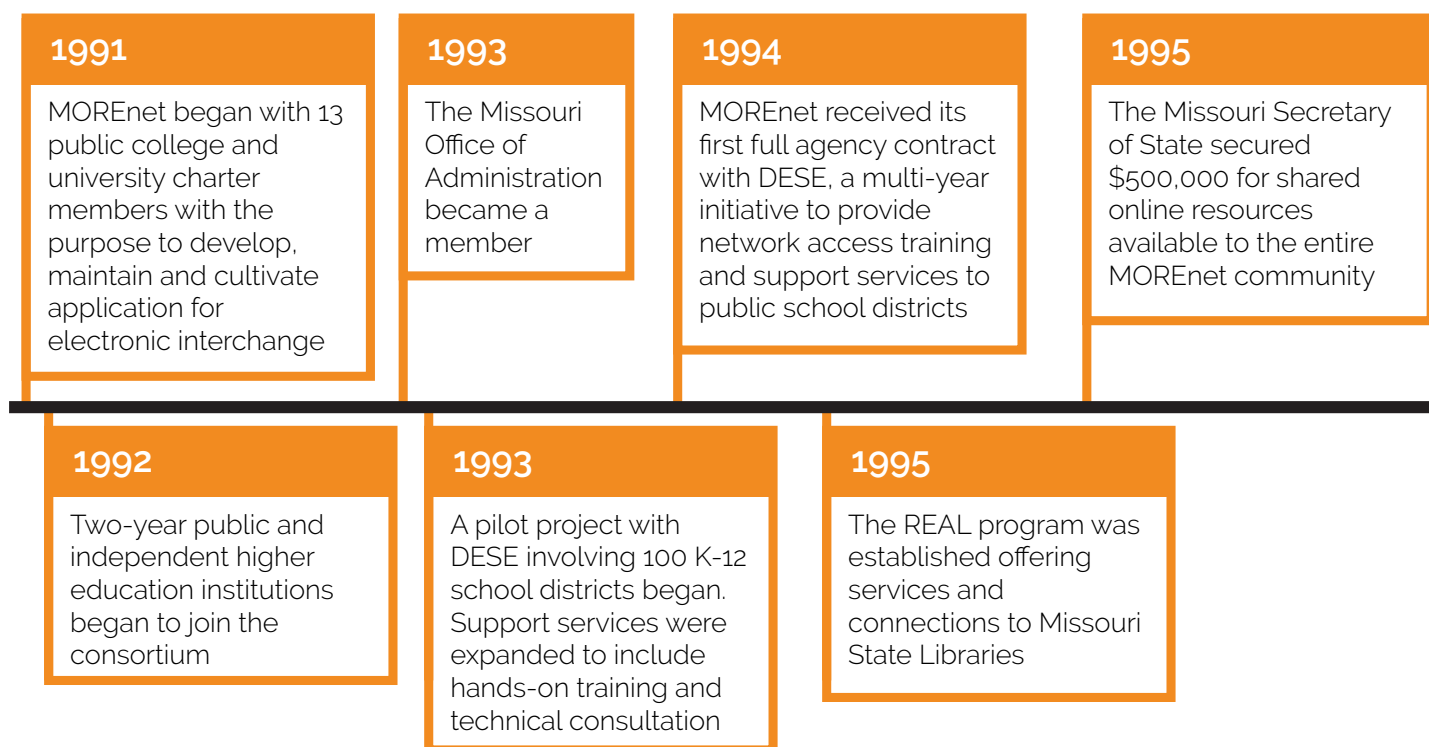 1991
MOREnet began with 13
public college and
university charter
members with the
purpose to develop,
maintain and cultivate
application for
electronic interchange
1993
The Missouri
Office of
Administration
became a
member
1994
MOREnet received its
first full agency contract
with DESE, a multi-year
initiative to provide
network access training
and support services to
public school districts
1995
The Missouri Secretary
of State secured
$500,000 for shared
online resources
available to the entire
MOREnet community
1992
Two-year public and
independent higher
education institutions
began to join the
consortium
1993
A pilot project with
DESE involving 100 K-12
school districts began.
Support services were
expanded to include
hands-on training and
technical consultation
1995
The REAL program was
established offering
services and
connections to Missouri
State Libraries